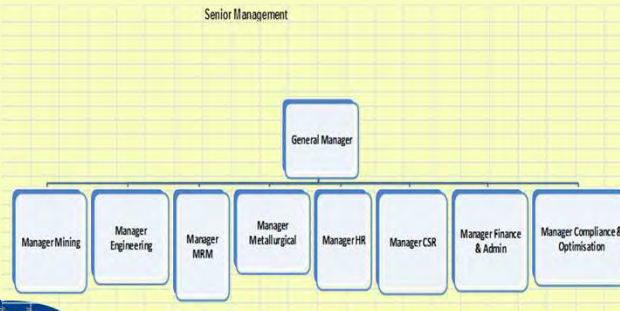 Senior Management
General Manager
Manager Mining
Manager
Engineering
Manager
MRM
Manager
Metallurgical
Manager HR
Manager CSR
Manager Finance
& Admin
Manager Compliance &
Optimisation